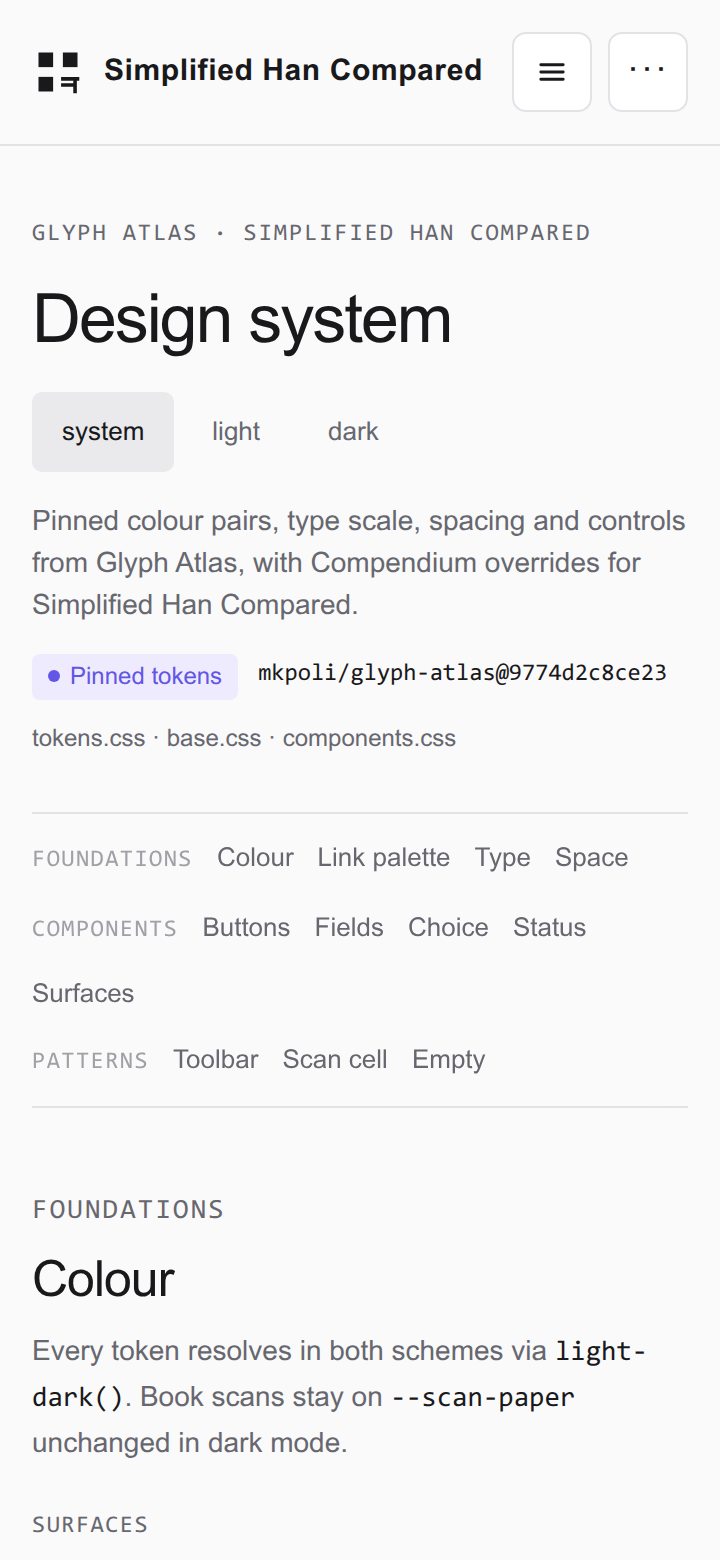 Simplified Han Compared
GLYPH ATLAS · SIMPLIFIED HAN COMPARED
Design system
system light dark
Pinned colour pairs, type scale, spacing and controls
from Glyph Atlas, with Compendium overrides for
Simplified Han Compared.
Pinned tokens mkpoli/glyph-atlas@9774d2c8ce23
tokens.css · base.css · components.css
FOUNDATIONS Colour Link palette Type Space
COMPONENTS Buttons Fields Choice Status
Surfaces
PATTERNS Toolbar Scan cell Empty
FOUNDATIONS
Colour
Every token resolves in both schemes via light-
dark(). Book scans stay on --scan-paper
unchanged in dark mode.
SURFACES